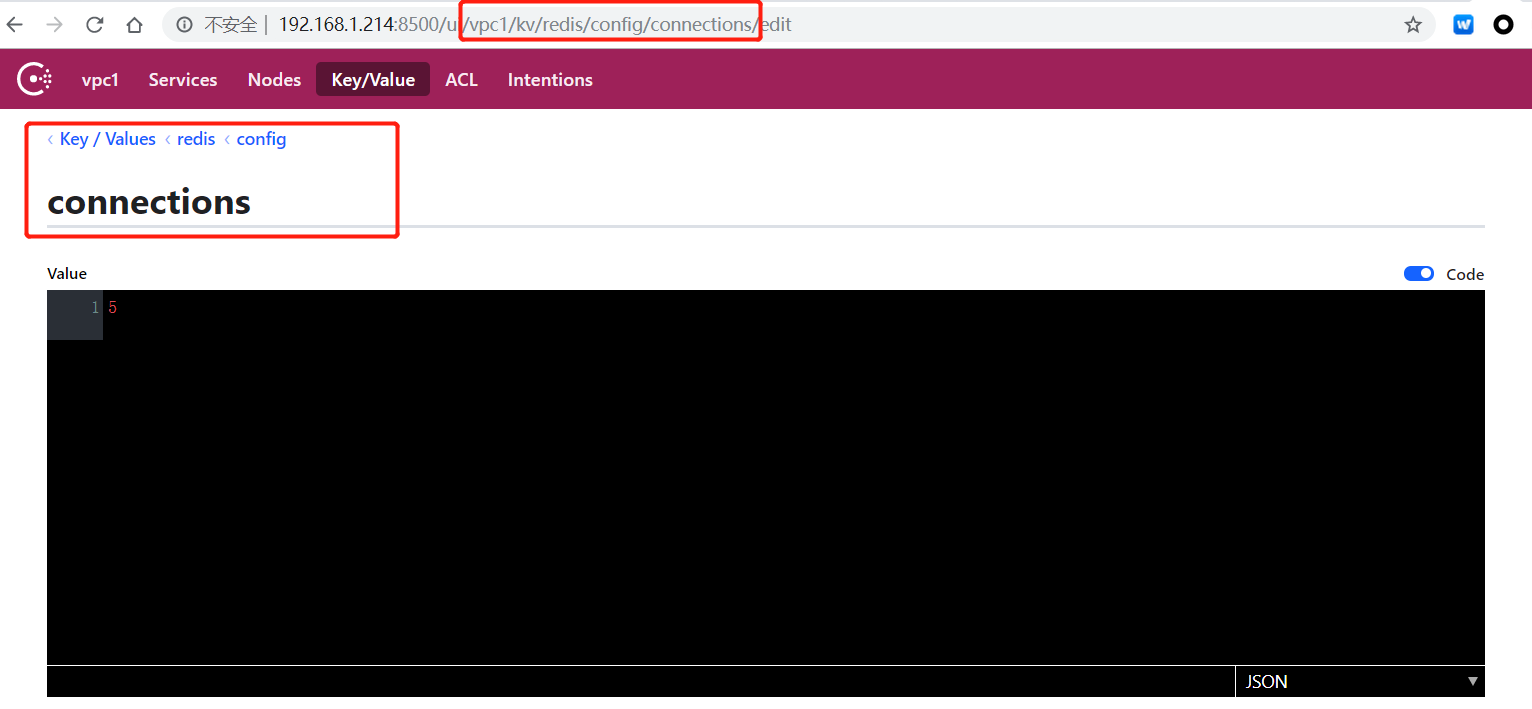 不安全 | 192.168.1.214:8500/ui/vpc1/kv/redis/config/connections/edit
vpc1 Services Nodes Key/Value ACL Intentions
‹ Key / Values ‹ redis ‹ config
connections
Value Code
1 5
JSON